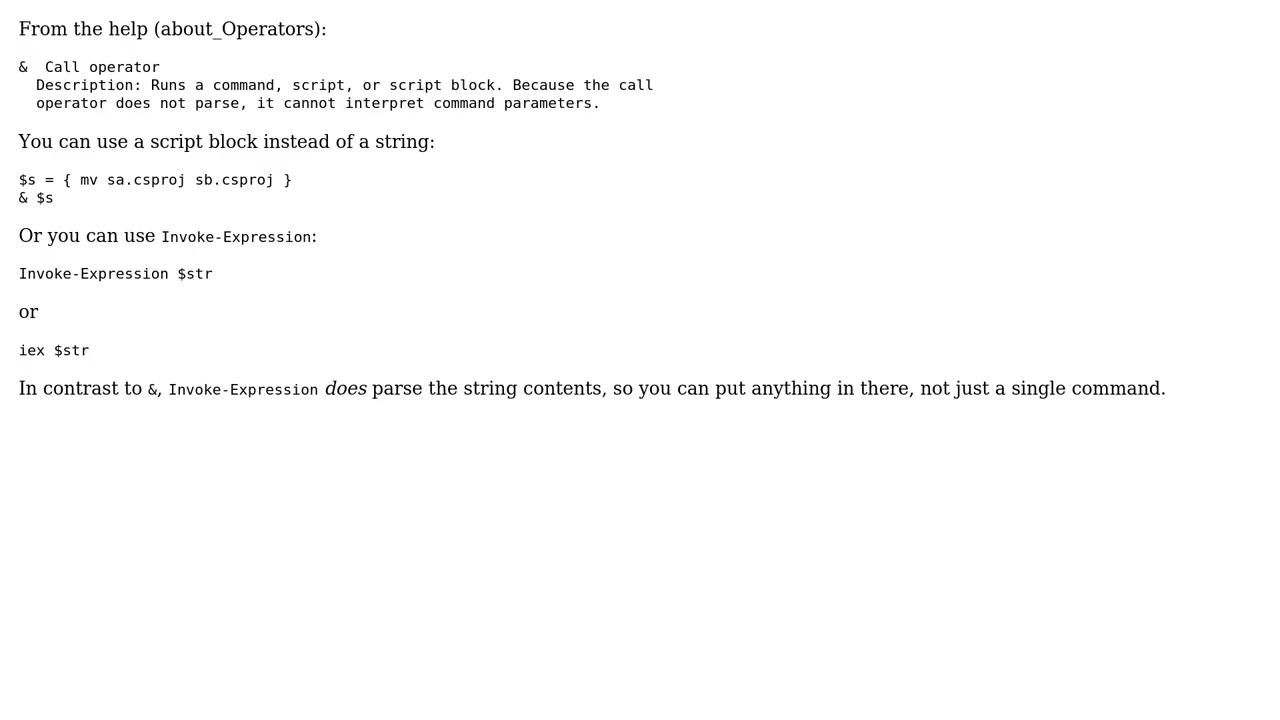 From the help (about_Operators):
&  Call operator
  Description: Runs a command, script, or script block. Because the call
  operator does not parse, it cannot interpret command parameters.
You can use a script block instead of a string:
$s = { mv sa.csproj sb.csproj }
& $s
Or you can use Invoke-Expression:
Invoke-Expression $str
or
iex $str
In contrast to &, Invoke-Expression does parse the string contents, so you can put anything in there, not just a single command.